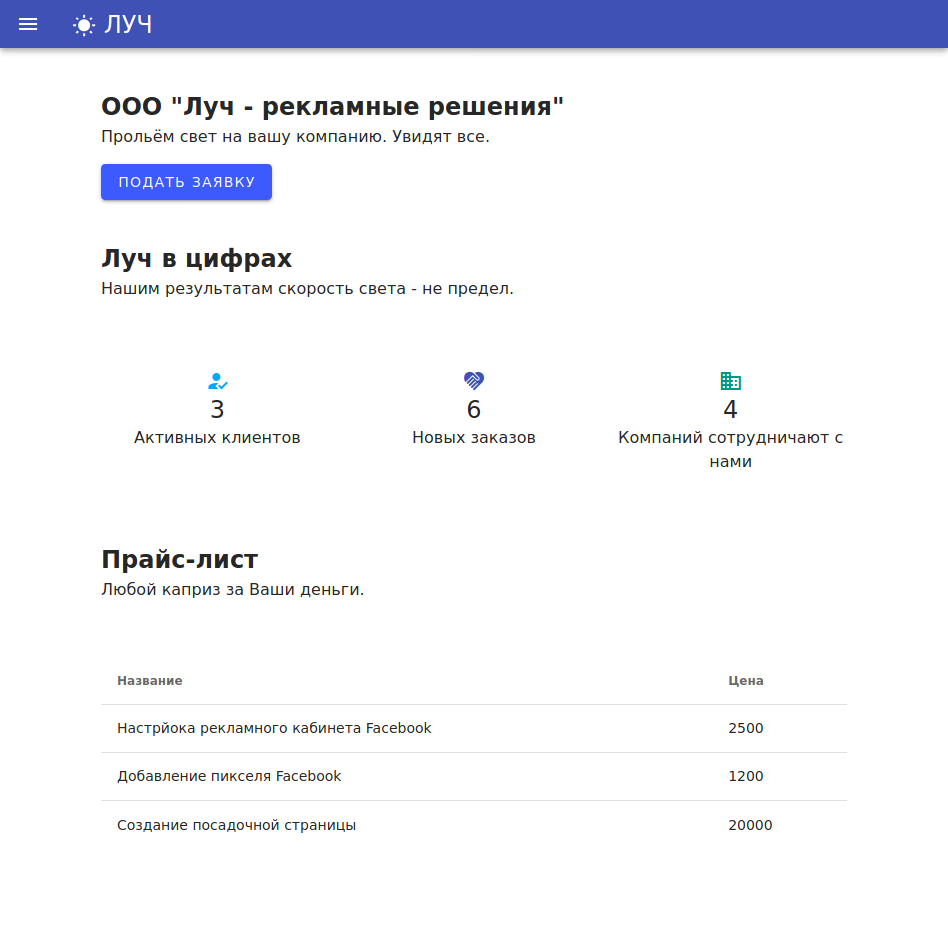 ЛУЧ
ООО "Луч - рекламные решения"
Прольём свет на вашу компанию. Увидят все.
ПОДАТЬ ЗАЯВКУ
Луч в цифрах
Нашим результатам скорость света - не предел.
3
Активных клиентов
6
Новых заказов
4
Компаний сотрудничают с
нами
Прайс-лист
Любой каприз за Ваши деньги.
Название Цена
Настрйока рекламного кабинета Facebook 2500
Добавление пикселя Facebook 1200
Создание посадочной страницы 20000